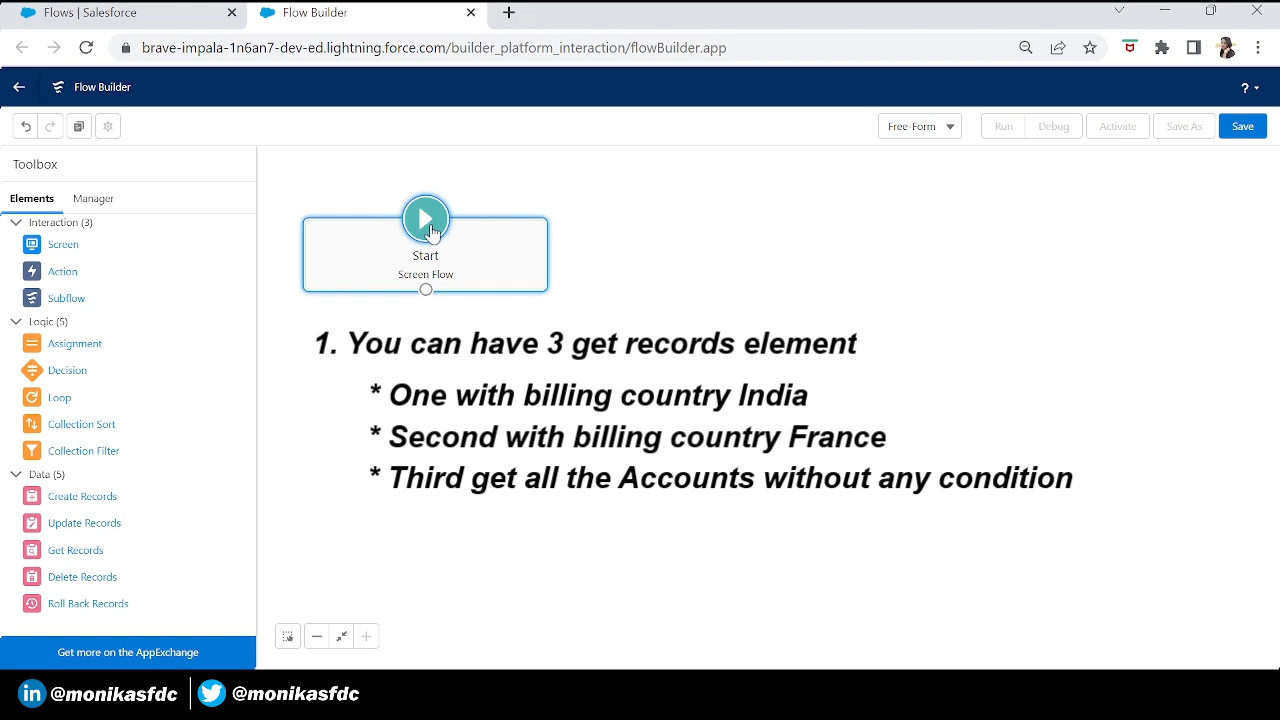 Flows | Salesforce
Flow Builder
brave-impala-1n6an7-dev-ed.lightning.force.com/builder_platform_interaction/flowBuilder.app
Flow Builder
?
Free-Form
Run
Debug
Activate
Save As
Save
Toolbox
Elements
Manager
Interaction (3)
Screen
Action
Subflow
Logic (5)
Assignment
Decision
Loop
Collection Sort
Collection Filter
Data (5)
Create Records
Update Records
Get Records
Delete Records
Roll Back Records
Get more on the AppExchange
Start
Screen Flow
1. You can have 3 get records element
* One with billing country India
* Second with billing country France
* Third get all the Accounts without any condition
in @monikasfdc
@monikasfdc